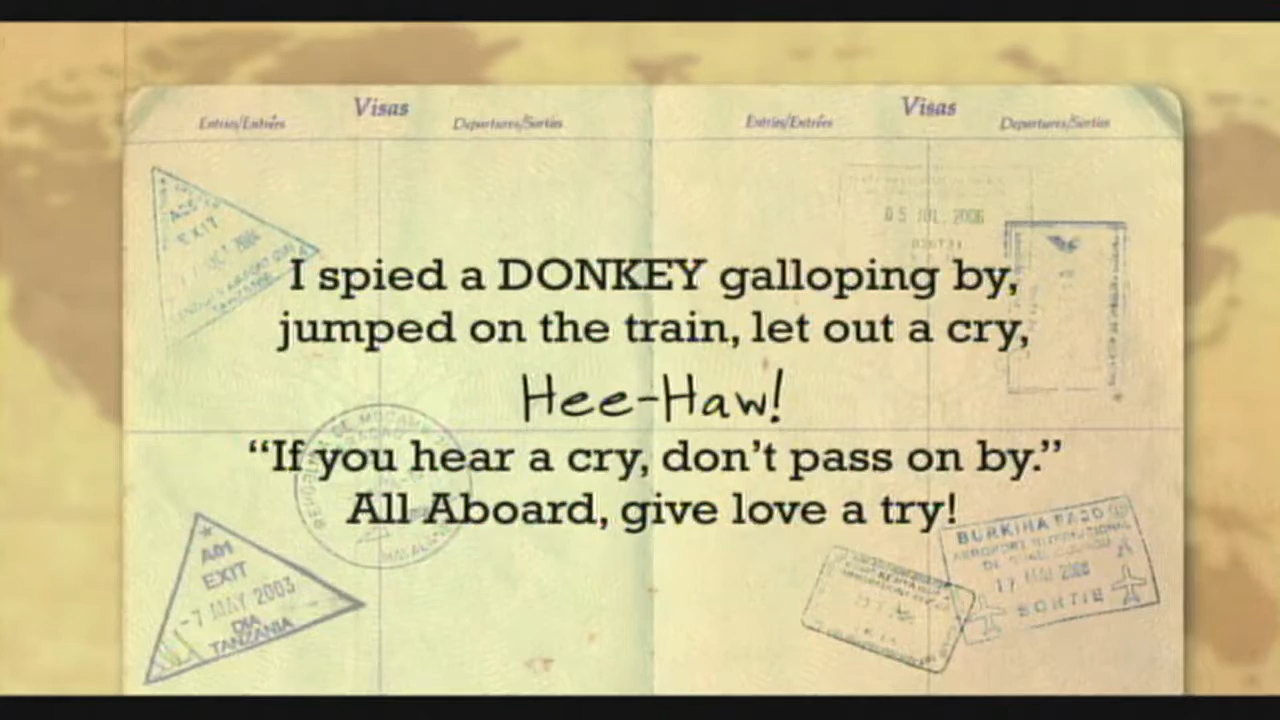 Visas
Visas
Entries/Entrées
Departures/Sorties
Entries/Entrées
Departures/Sorties
EXIT
05 JUL 2006
I spied a DONKEY galloping by,
jumped on the train, let out a cry,
Hee-Haw!
“If you hear a cry, don’t pass on by.”
All Aboard, give love a try!
A01
EXIT
-7 MAY 2003
DIA
TANZANIA
BURKINA FASO
17 MAI
SORTIE